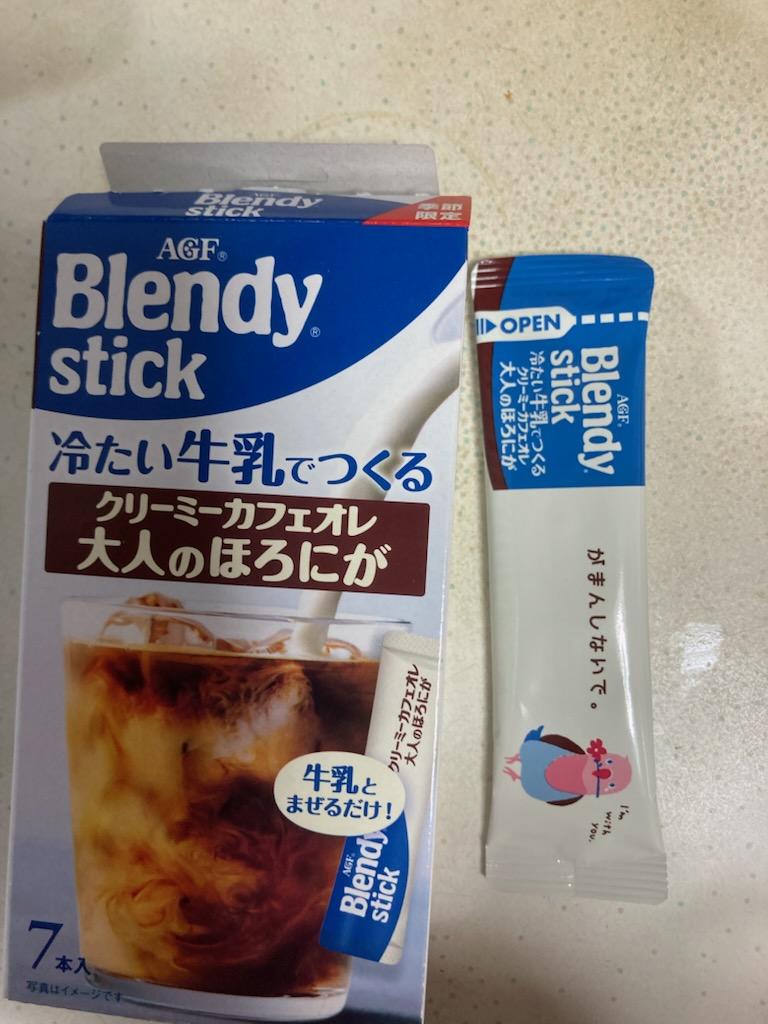 AGF
Blendy
stick
季節
限定
AGF®
Blendy®
stick
冷たい牛乳でつくる
クリーミーカフェオレ
大人のほろにが
クリーミーカフェオレ
大人のほろにが
牛乳と
まぜるだけ!
AGF
Blendy
stick
7本入
写真はイメージです
OPEN
AGF®
Blendy®
stick
冷たい牛乳でつくる
クリーミーカフェオレ
大人のほろにが
がまんしないで。
I'm
with
you.